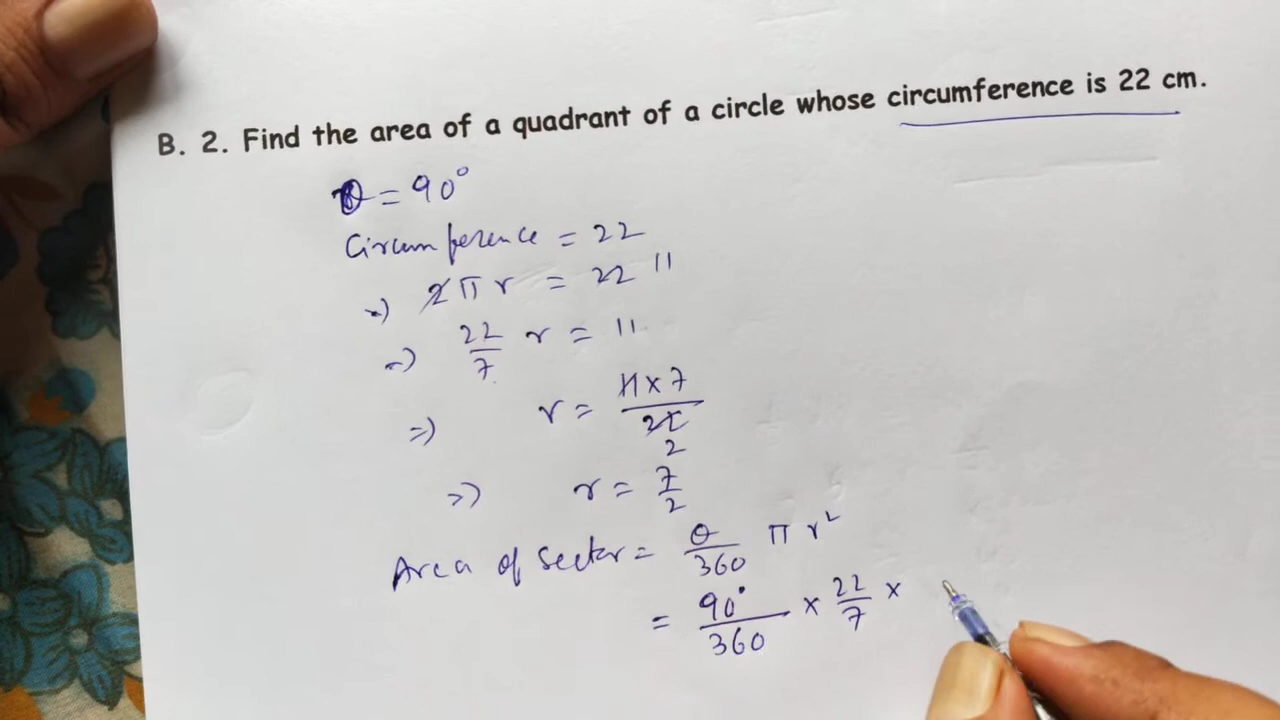 B. 2. Find the area of a quadrant of a circle whose circumference is 22 cm.
θ = 90°
Circumference = 22
=) 2πr = 22 11
=) 22/7 r = 11
=) r = 11 x 7 / 22 2
=) r = 7/2
Area of sector = θ/360 πr²
= 90°/360 x 22/7 x